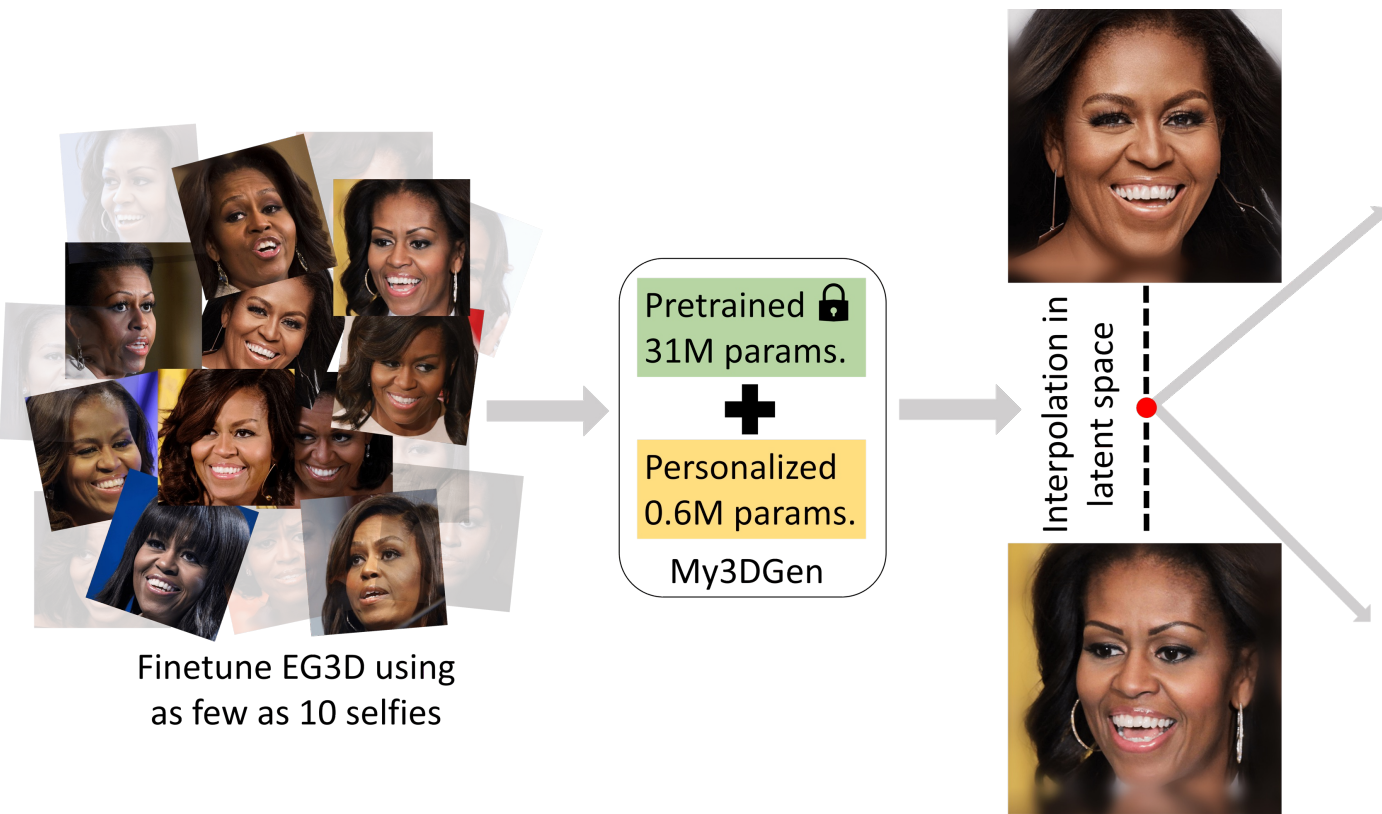 Finetune EG3D using
as few as 10 selfies
Pretrained
31M params.
Personalized
0.6M params.
My3DGen
Interpolation in
latent space